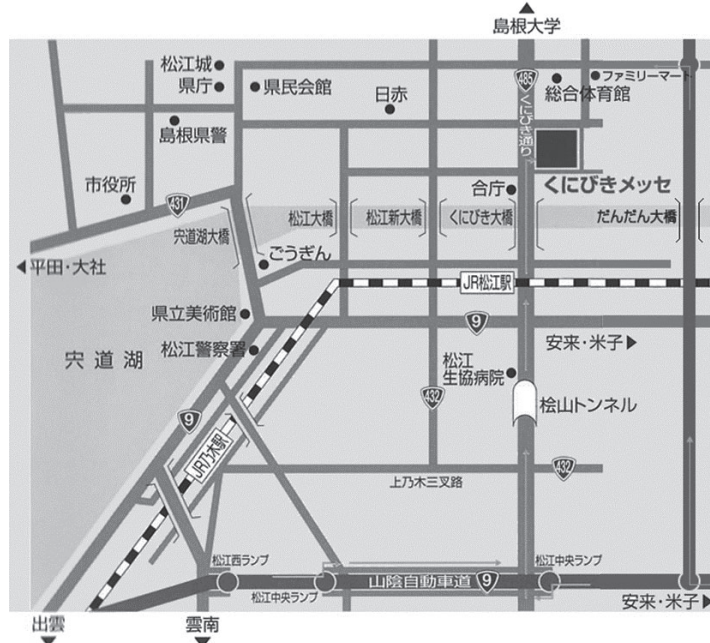 島根大学
松江城
県庁
県民会館
日赤
485
ファミリーマート
総合体育館
くにびき通り
島根県警
市役所
431
合庁
くにびきメッセ
宍道湖大橋
松江大橋
松江新大橋
くにびき大橋
だんだん大橋
平田・大社
ごうぎん
JR松江駅
県立美術館
9
安来・米子
松江警察署
宍道湖
松江
生協病院
432
桧山トンネル
9
JR乃木駅
432
上乃木三叉路
松江西ランプ
松江中央ランプ
山陰自動車道
9
松江中央ランプ
安来・米子
出雲
雲南